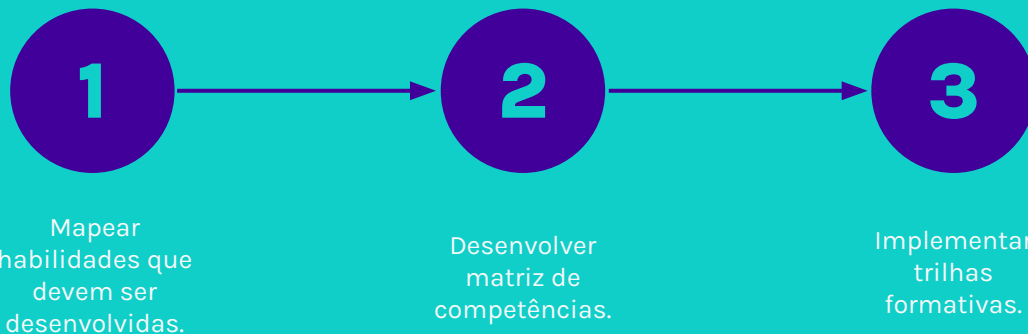 1
2
3
Mapear
habilidades que
devem ser
desenvolvidas.
Desenvolver
matriz de
competências.
Implementar
trilhas
formativas.